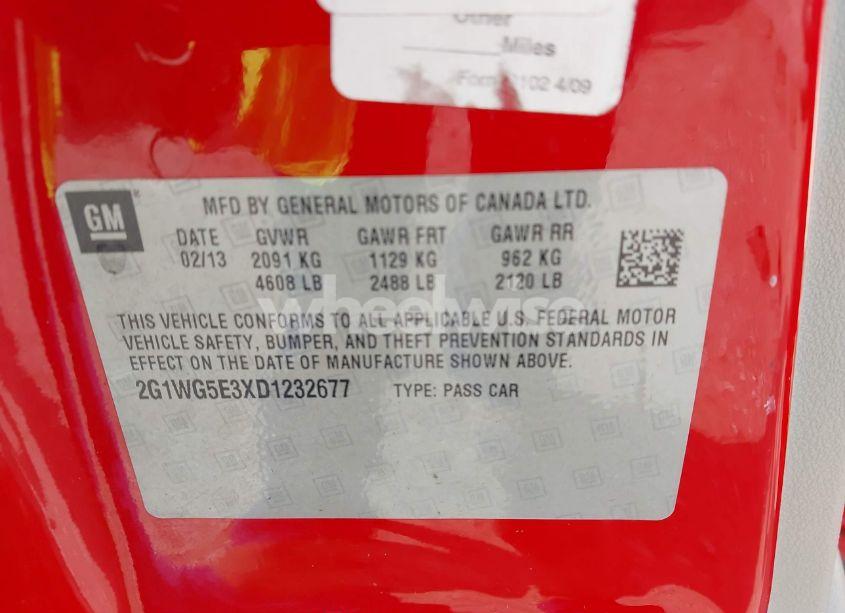 Other
Miles
Form 2102 4/09
GM
MFD BY GENERAL MOTORS OF CANADA LTD.
DATE GVWR GAWR FRT GAWR RR
02/13 2091 KG 1129 KG 962 KG
4608 LB 2488 LB 2120 LB
wheelwise
THIS VEHICLE CONFORMS TO ALL APPLICABLE U.S. FEDERAL MOTOR
VEHICLE SAFETY, BUMPER, AND THEFT PREVENTION STANDARDS IN
EFFECT ON THE DATE OF MANUFACTURE SHOWN ABOVE.
2G1WG5E3XD1232677 TYPE: PASS CAR